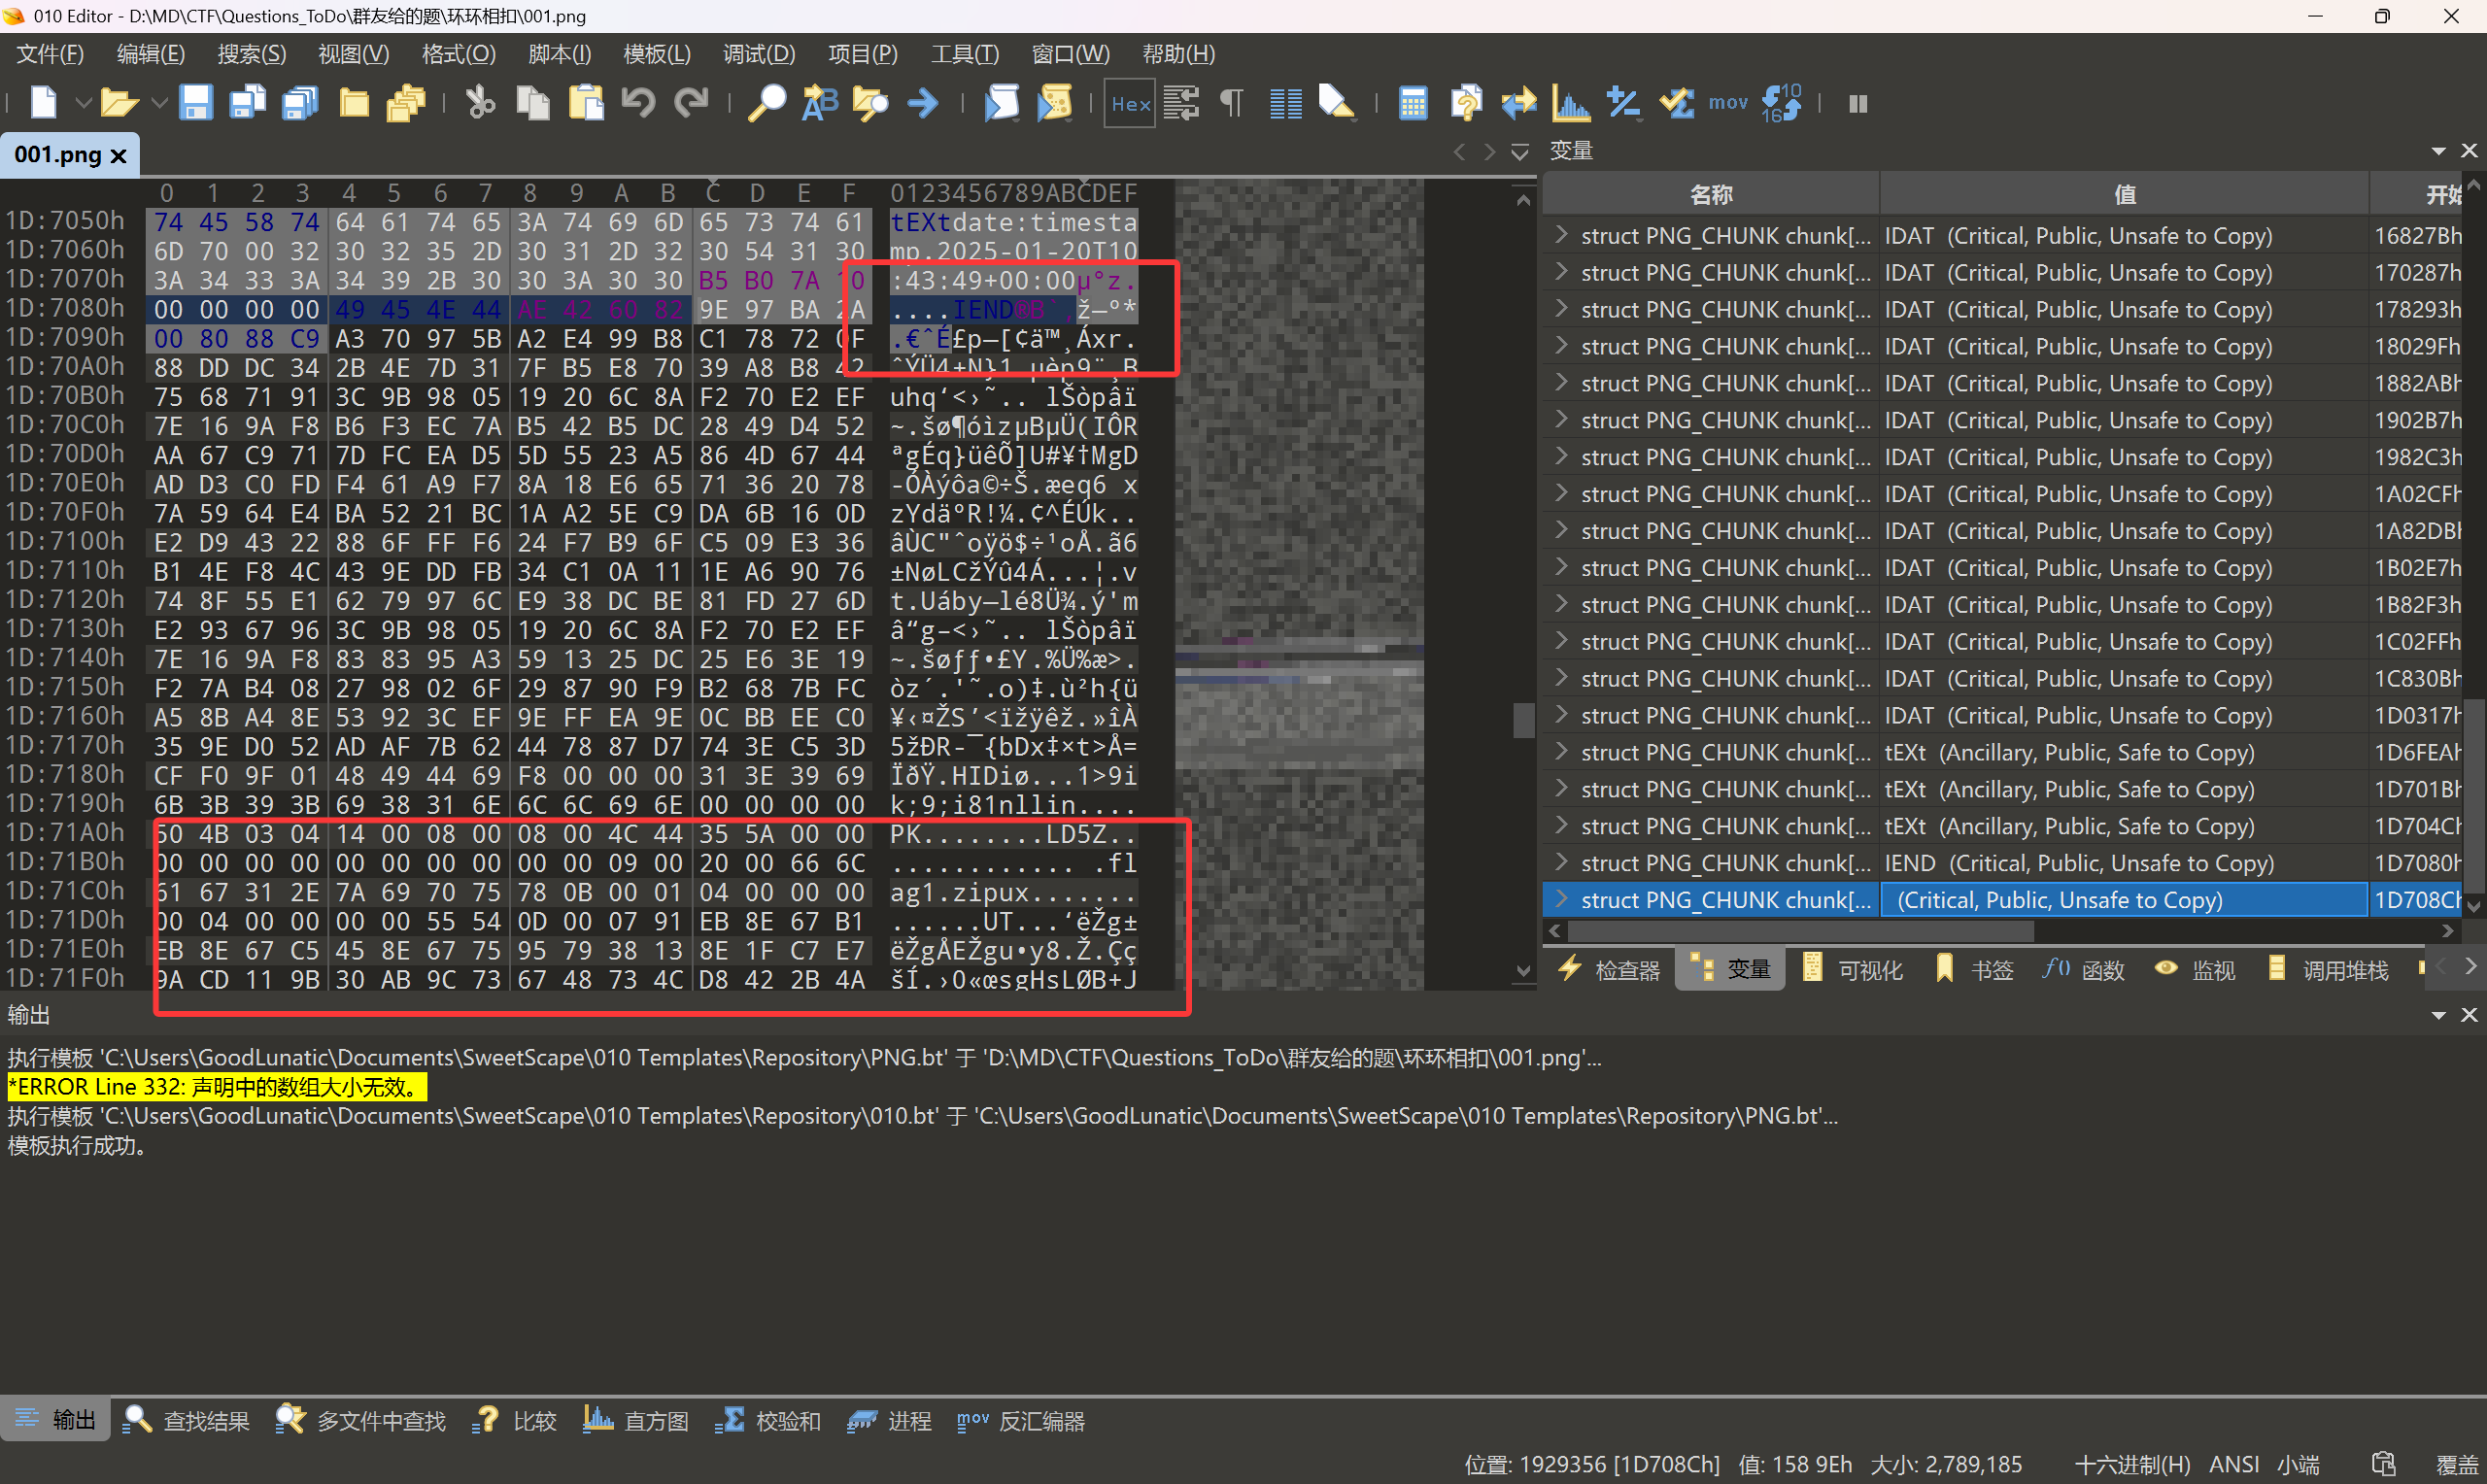 010 Editor - D:\MD\CTF\Questions_ToDo\群友给的题\环环相扣\001.png
文件(F) 编辑(E) 搜索(S) 视图(V) 格式(O) 脚本(I) 模板(L) 调试(D) 项目(P) 工具(T) 窗口(W) 帮助(H)
Hex mov
001.png
变量
0 1 2 3 4 5 6 7 8 9 A B C D E F 0123456789ABCDEF
1D:7050h 74 45 58 74 64 61 74 65 3A 74 69 6D 65 73 74 61 tEXtdate:timesta
1D:7060h 6D 70 00 32 30 32 35 2D 30 31 2D 32 30 54 31 30 mp.2025-01-20T10
1D:7070h 3A 34 33 3A 34 39 2B 30 30 3A 30 30 B5 B0 7A 10 :43:49+00:00µ°z.
1D:7080h 00 00 00 00 49 45 4E 44 AE 42 60 82 9E 97 BA 2A ....IEND®B`‚ž—º*
1D:7090h 00 80 88 C9 A3 70 97 5B A2 E4 99 B8 C1 78 72 0F .€ˆÉ£p—[¢ä™¸Áxr.
1D:70A0h 88 DD DC 34 2B 4E 7D 31 7F B5 E8 70 39 A8 B8 42 ˆÝÜ4+N}1.µèp9¨¸B
1D:70B0h 75 68 71 91 3C 9B 98 05 19 20 6C 8A F2 70 E2 EF uhq‘<›˜.. lŠòpâï
1D:70C0h 7E 16 9A F8 B6 F3 EC 7A B5 42 B5 DC 28 49 D4 52 ~.šø¶óìzµBµÜ(IÔR
1D:70D0h AA 67 C9 71 7D FC EA D5 5D 55 23 A5 86 4D 67 44 ªgÉq}üêÕ]U#¥†MgD
1D:70E0h AD D3 C0 FD F4 61 A9 F7 8A 18 E6 65 71 36 20 78 -ÓÀýôa©÷Š.æeq6 x
1D:70F0h 7A 59 64 E4 BA 52 21 BC 1A A2 5E C9 DA 6B 16 0D zYdäºR!¼.¢^ÉÚk..
1D:7100h E2 D9 43 22 88 6F FF F6 24 F7 B9 6F C5 09 E3 36 âÙC"ˆoÿö$÷¹oÅ.ã6
1D:7110h B1 4E F8 4C 43 9E DD FB 34 C1 0A 11 1E A6 90 76 ±NøLCžÝû4Á...¦.v
1D:7120h 74 8F 55 E1 62 79 97 6C E9 38 DC BE 81 FD 27 6D t.Uáby—lé8Ü¾.ý'm
1D:7130h E2 93 67 96 3C 9B 98 05 19 20 6C 8A F2 70 E2 EF â“g–<›˜.. lŠòpâï
1D:7140h 7E 16 9A F8 83 83 95 A3 59 13 25 DC 25 E6 3E 19 ~.šøƒƒ•£Y.%Ü%æ>.
1D:7150h F2 7A B4 08 27 98 02 6F 29 87 90 F9 B2 68 7B FC òz´.'˜.o)‡.ù²h{ü
1D:7160h A5 8B A4 8E 53 92 3C EF 9E FF EA 9E 0C BB EE C0 ¥‹¤ŽS’<ïžÿêž.»îÀ
1D:7170h 35 9E D0 52 AD AF 7B 62 44 78 87 D7 74 3E C5 3D 5žÐR-¯{bDx‡×t>Å=
1D:7180h CF F0 9F 01 48 49 44 69 F8 00 00 00 31 3E 39 69 ÏðŸ.HIDiø...1>9i
1D:7190h 6B 3B 39 3B 69 38 31 6E 6C 6C 69 6E 00 00 00 00 k;9;i81nllin....
1D:71A0h 50 4B 03 04 14 00 08 00 08 00 4C 44 35 5A 00 00 PK........LD5Z..
1D:71B0h 00 00 00 00 00 00 00 00 00 00 09 00 20 00 66 6C ............ .fl
1D:71C0h 61 67 31 2E 7A 69 70 75 78 0B 00 01 04 00 00 00 ag1.zipux.......
1D:71D0h 00 04 00 00 00 00 55 54 0D 00 07 91 EB 8E 67 B1 ......UT...‘ëŽg±
1D:71E0h EB 8E 67 C5 45 8E 67 75 95 79 38 13 8E 1F C7 E7 ëŽgÅEŽgu•y8.Ž.Çç
1D:71F0h 9A CD 11 9B 30 AB 9C 73 67 48 73 4C D8 42 2B 4A šÍ.›0«œsgHsLØB+J
名称 值 开始
struct PNG_CHUNK chunk[... IDAT (Critical, Public, Unsafe to Copy) 16827Bh
struct PNG_CHUNK chunk[... IDAT (Critical, Public, Unsafe to Copy) 170287h
struct PNG_CHUNK chunk[... IDAT (Critical, Public, Unsafe to Copy) 178293h
struct PNG_CHUNK chunk[... IDAT (Critical, Public, Unsafe to Copy) 18029Fh
struct PNG_CHUNK chunk[... IDAT (Critical, Public, Unsafe to Copy) 1882ABh
struct PNG_CHUNK chunk[... IDAT (Critical, Public, Unsafe to Copy) 1902B7h
struct PNG_CHUNK chunk[... IDAT (Critical, Public, Unsafe to Copy) 1982C3h
struct PNG_CHUNK chunk[... IDAT (Critical, Public, Unsafe to Copy) 1A02CFh
struct PNG_CHUNK chunk[... IDAT (Critical, Public, Unsafe to Copy) 1A82DBh
struct PNG_CHUNK chunk[... IDAT (Critical, Public, Unsafe to Copy) 1B02E7h
struct PNG_CHUNK chunk[... IDAT (Critical, Public, Unsafe to Copy) 1B82F3h
struct PNG_CHUNK chunk[... IDAT (Critical, Public, Unsafe to Copy) 1C02FFh
struct PNG_CHUNK chunk[... IDAT (Critical, Public, Unsafe to Copy) 1C830Bh
struct PNG_CHUNK chunk[... IDAT (Critical, Public, Unsafe to Copy) 1D0317h
struct PNG_CHUNK chunk[... tEXt (Ancillary, Public, Safe to Copy) 1D6FEAh
struct PNG_CHUNK chunk[... tEXt (Ancillary, Public, Safe to Copy) 1D701Bh
struct PNG_CHUNK chunk[... tEXt (Ancillary, Public, Safe to Copy) 1D704Ch
struct PNG_CHUNK chunk[... IEND (Critical, Public, Unsafe to Copy) 1D7080h
struct PNG_CHUNK chunk[... (Critical, Public, Unsafe to Copy) 1D708Ch
检查器 变量 可视化 书签 函数 监视 调用堆栈
输出
执行模板 'C:\Users\GoodLunatic\Documents\SweetScape\010 Templates\Repository\PNG.bt' 于 'D:\MD\CTF\Questions_ToDo\群友给的题\环环相扣\001.png'...
*ERROR Line 332: 声明中的数组大小无效。
执行模板 'C:\Users\GoodLunatic\Documents\SweetScape\010 Templates\Repository\010.bt' 于 'C:\Users\GoodLunatic\Documents\SweetScape\010 Templates\Repository\PNG.bt'...
模板执行成功。
输出 查找结果 多文件中查找 比较 直方图 校验和 进程 mov 反汇编器
位置: 1929356 [1D708Ch] 值: 158 9Eh 大小: 2,789,185 十六进制(H) ANSI 小端 覆盖